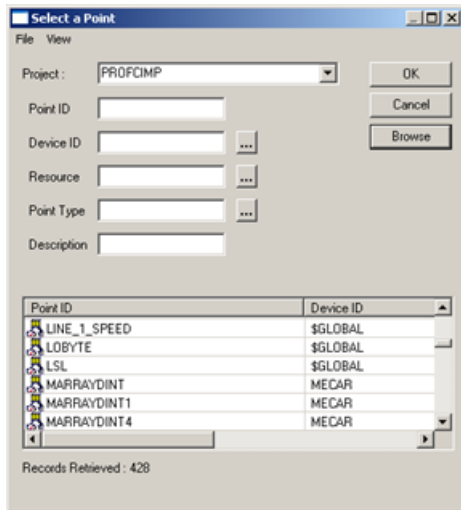 Select a Point
File View
Project : PROFCIMP OK
Point ID Cancel
Device ID ... Browse
Resource ...
Point Type ...
Description
Point ID Device ID
LINE_1_SPEED $GLOBAL
LOBYTE $GLOBAL
LSL $GLOBAL
MARRAYDINT MECAR
MARRAYDINT1 MECAR
MARRAYDINT4 MECAR
Records Retrieved : 428